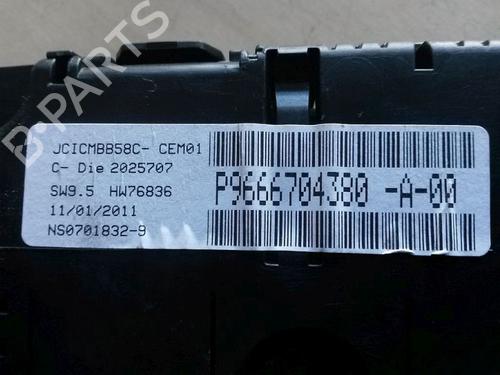 B-PARTS
JCICMBB58C- CEM01
C- Die 2025707
SW9.5 HW76836
11/01/2011
NS0701832-9
P9666704380 -A-00